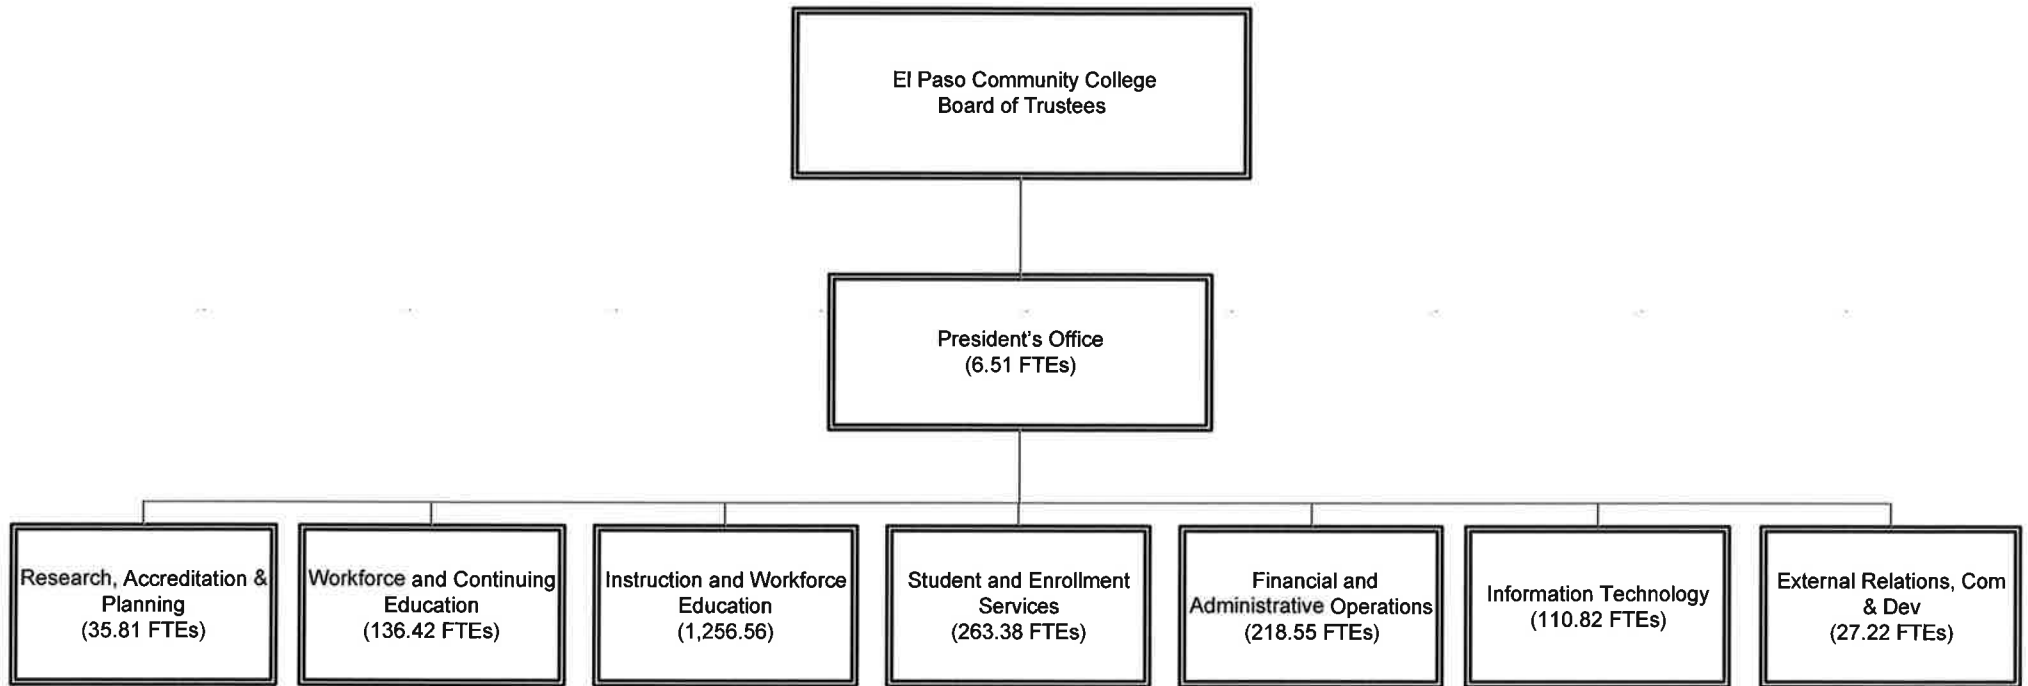 El Paso Community College
Board of Trustees
President's Office
(6.51 FTEs)
Research, Accreditation &
Planning
(35.81 FTEs)
Workforce and Continuing
Education
(136.42 FTEs)
Instruction and Workforce
Education
(1,256.56)
Student and Enrollment
Services
(263.38 FTEs)
Financial and
Administrative Operations
(218.55 FTEs)
Information Technology
(110.82 FTEs)
External Relations, Com
& Dev
(27.22 FTEs)